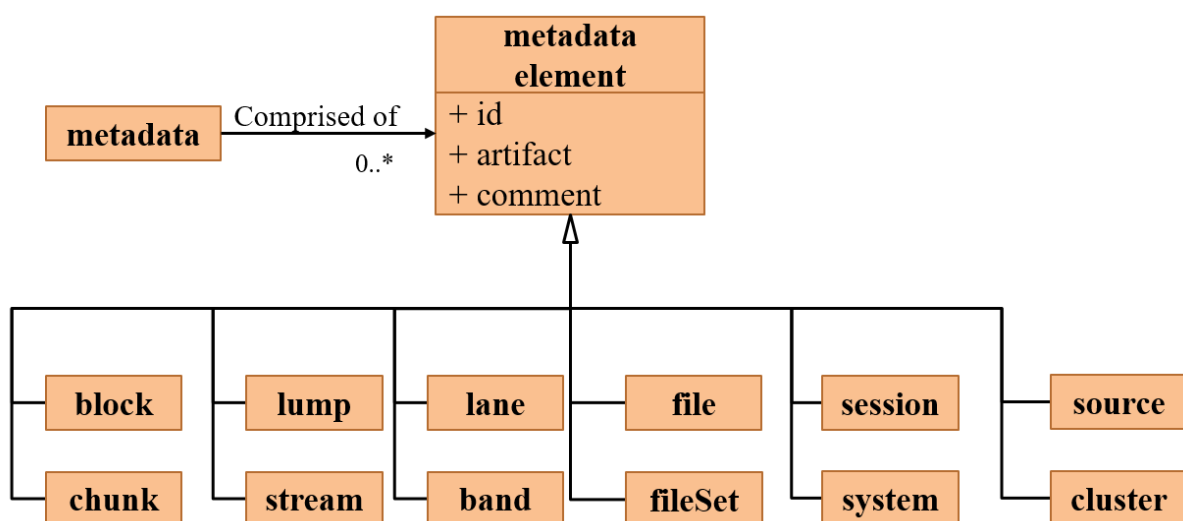 metadata
element
metadata
Comprised of
0..*
+ id
+ artifact
+ comment
block
lump
lane
file
session
source
chunk
stream
band
fileSet
system
cluster